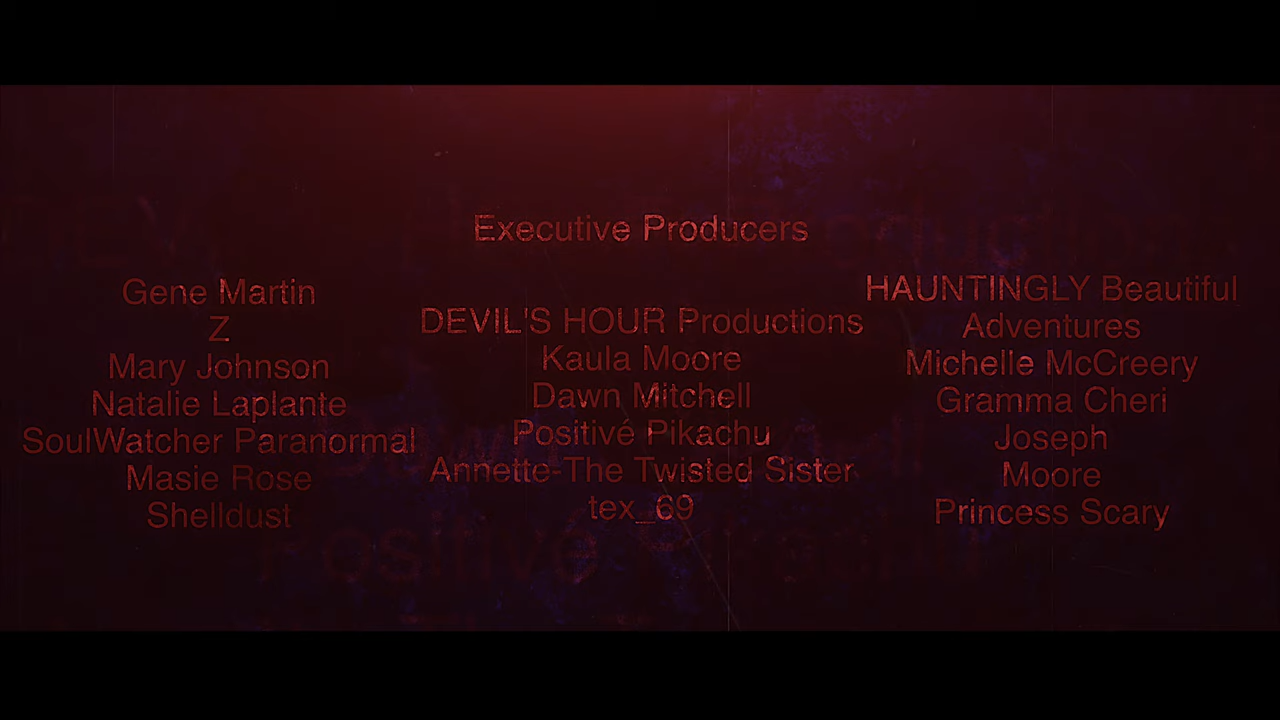 Executive Producers
Gene Martin
Z
Mary Johnson
Natalie Laplante
SoulWatcher Paranormal
Masie Rose
Shelldust
DEVIL'S HOUR Productions
Kaula Moore
Dawn Mitchell
Positivé Pikachu
Annette-The Twisted Sister
tex_69
HAUNTINGLY Beautiful
Adventures
Michelle McCreery
Gramma Cheri
Joseph
Moore
Princess Scary